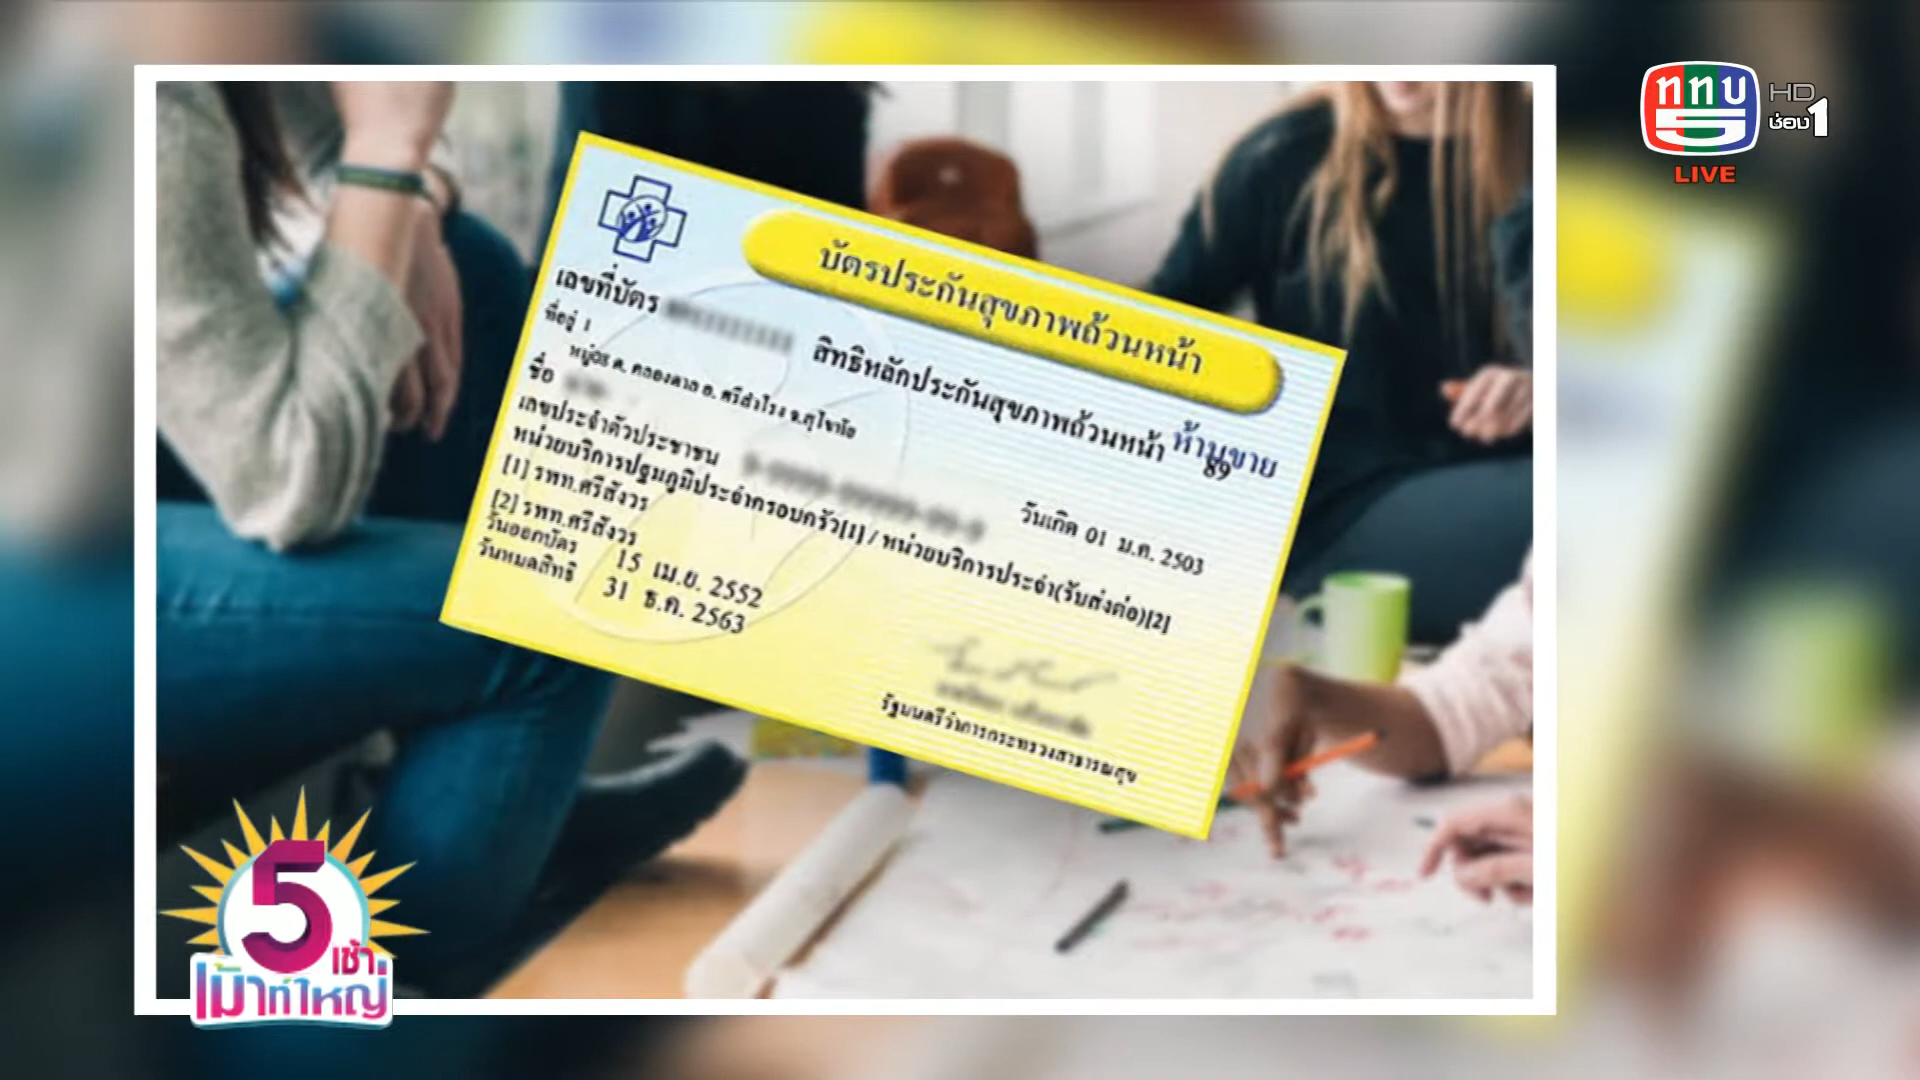 ททบ
5
HD
ช่อง1
LIVE
บัตรประกันสุขภาพถ้วนหน้า
เลขที่บัตร
สิทธิหลักประกันสุขภาพถ้วนหน้า ห้ามขาย
89
ที่อยู่ 1
หมู่08 ต. คลองตาล อ. ศรีสำโรง จ.สุโขทัย
ชื่อ
เลขประจำตัวประชาชน
วันเกิด 01 ม.ค. 2503
หน่วยบริการปฐมภูมิประจำครอบครัว[1] / หน่วยบริการประจำ(รับส่งต่อ)[2]
[1] รพท.ศรีสังวร
[2] รพท.ศรีสังวร
วันออกบัตร 15 เม.ย. 2552
วันหมดสิทธิ 31 ธ.ค. 2563
รัฐมนตรีว่าการกระทรวงสาธารณสุข
5
เช้า
เม้าท์ใหญ่